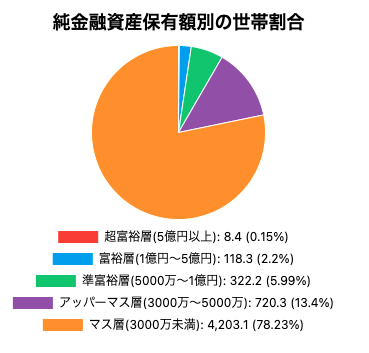 純金融資産保有額別の世帯割合
超富裕層(5億円以上): 8.4 (0.15%)
富裕層(1億円〜5億円): 118.3 (2.2%)
準富裕層(5000万〜1億円): 322.2 (5.99%)
アッパーマス層(3000万〜5000万): 720.3 (13.4%)
マス層(3000万未満): 4,203.1 (78.23%)